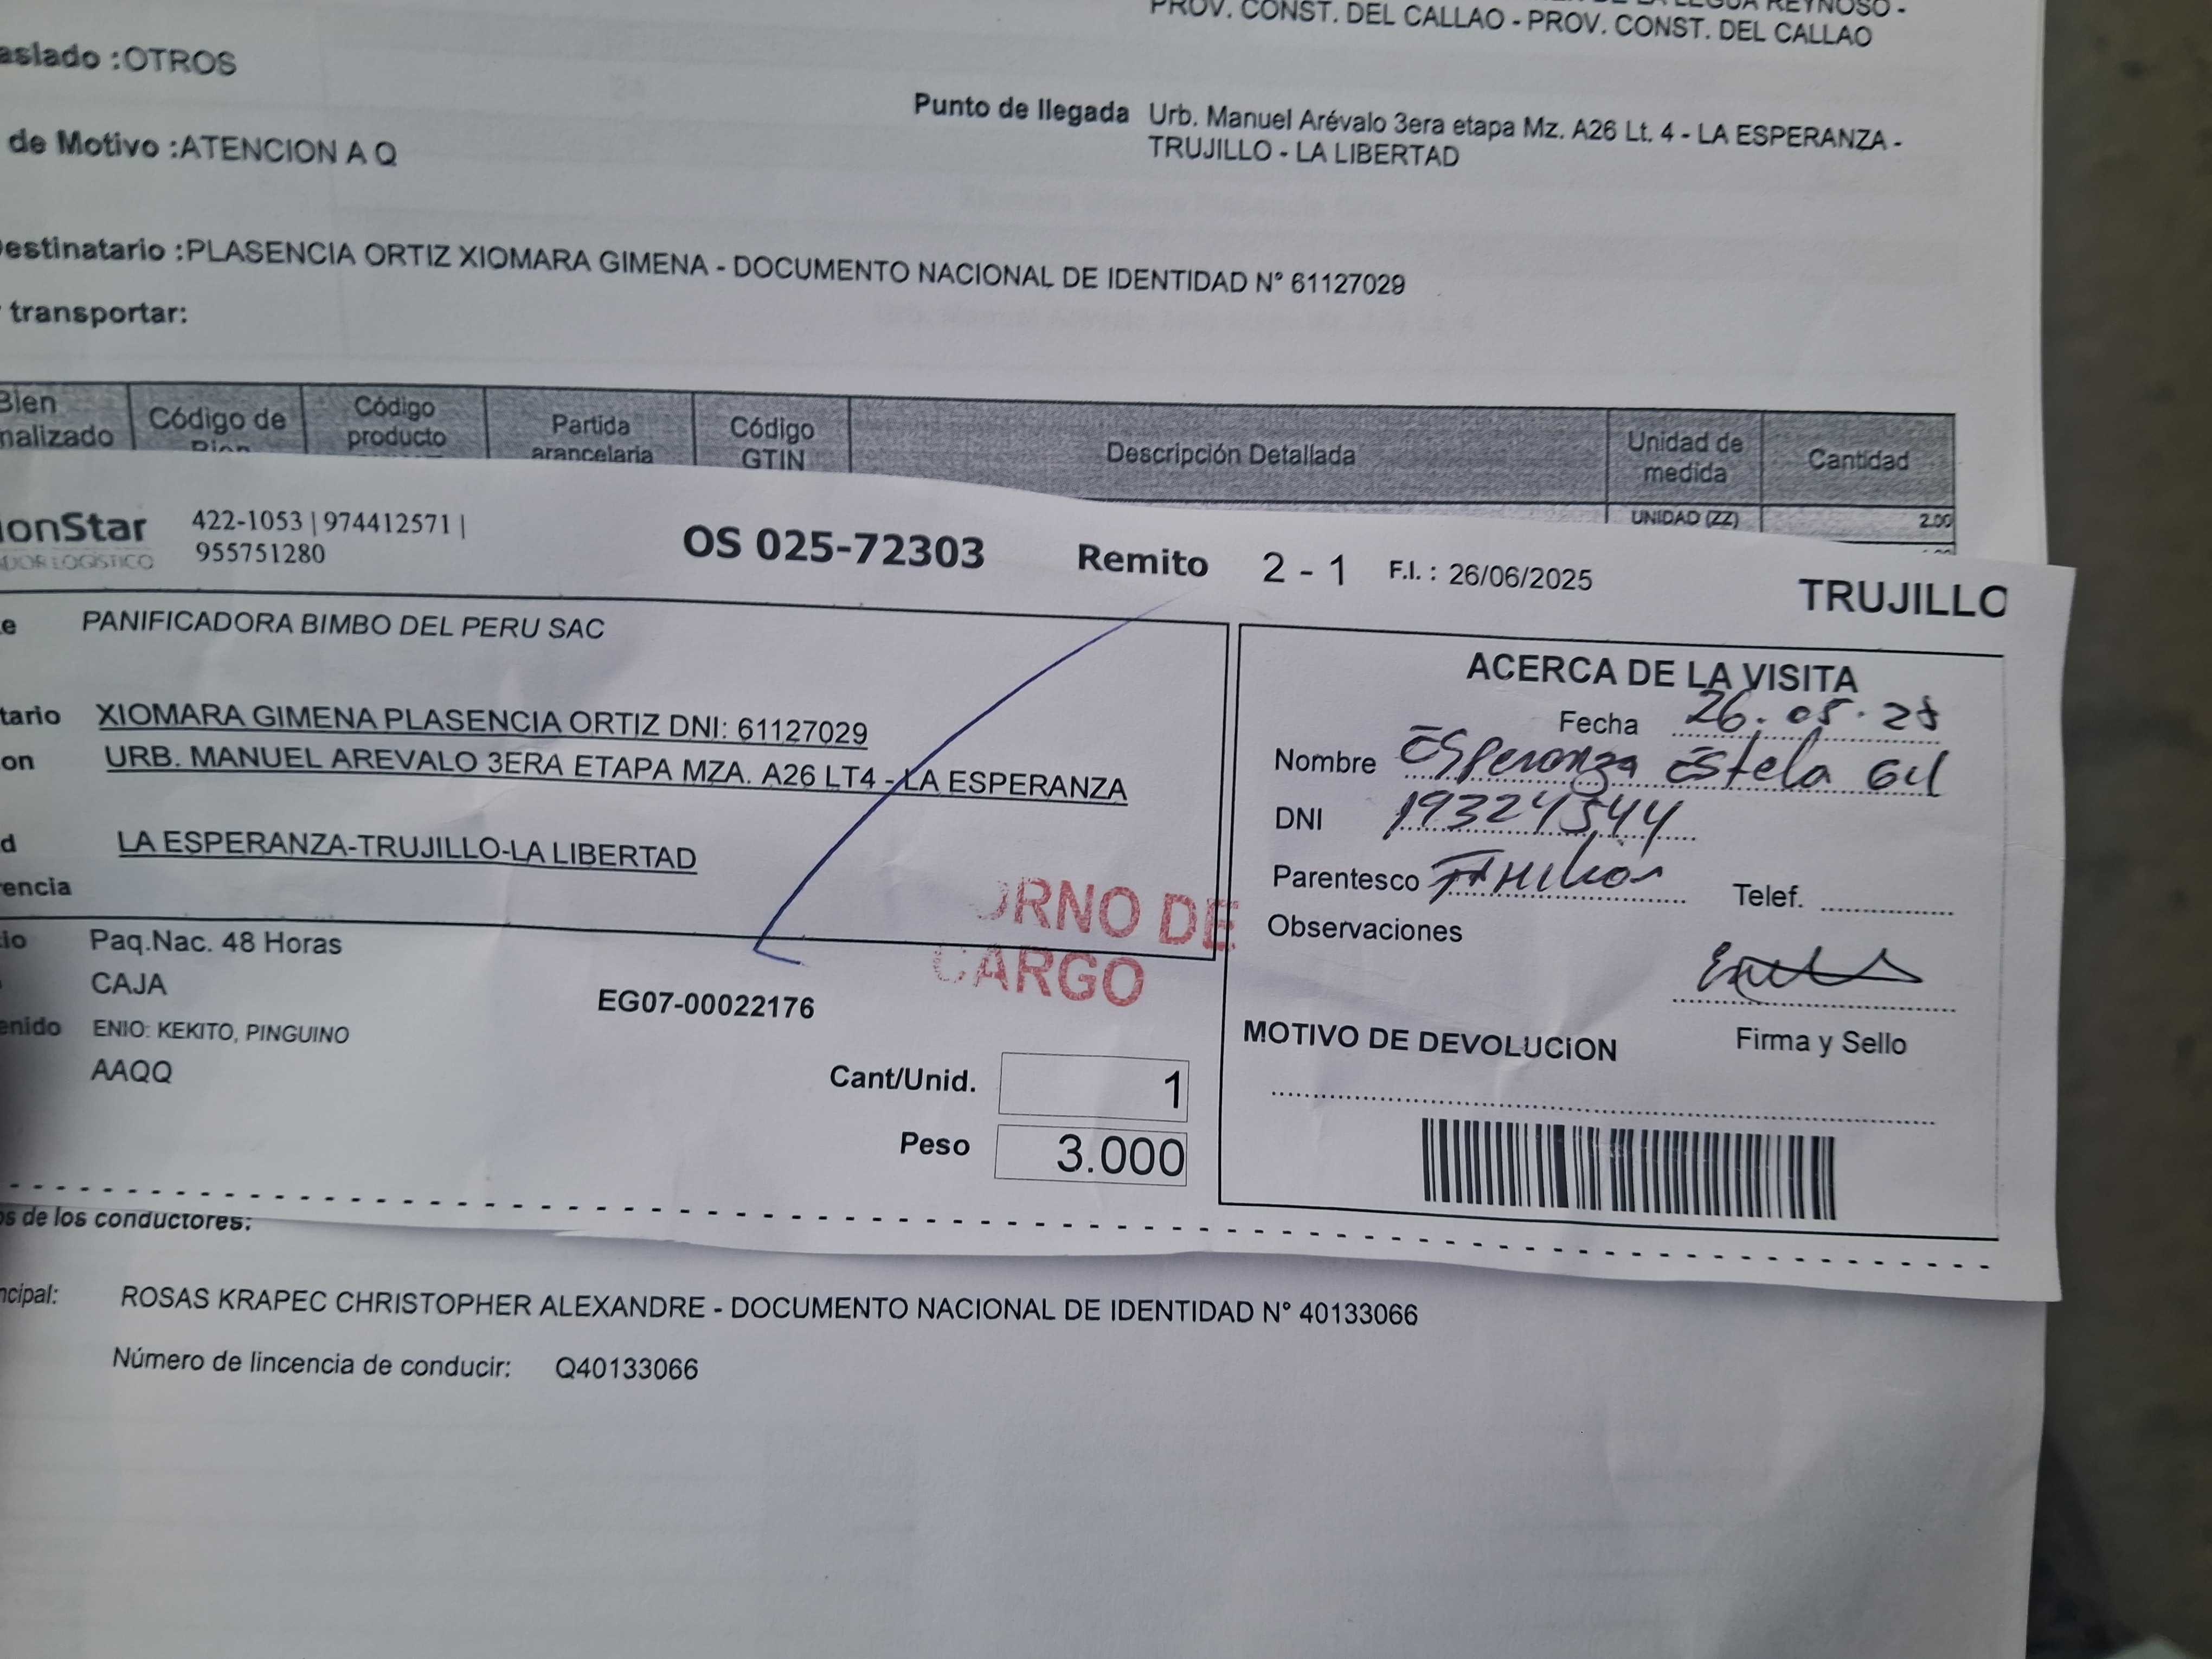 PROV. CONST. DEL CALLAO - PROV. CONST. DEL CALLAO
aslado :OTROS
Punto de llegada Urb. Manuel Arévalo 3era etapa Mz. A26 Lt. 4 - LA ESPERANZA -
TRUJILLO - LA LIBERTAD
de Motivo :ATENCION A Q
estinatario :PLASENCIA ORTIZ XIOMARA GIMENA - DOCUMENTO NACIONAL DE IDENTIDAD N° 61127029
transportar:
Bien
nalizado
Código de
Bien
Código
producto
Partida
arancelaria
Código
GTIN
Descripción Detallada
Unidad de
medida
Cantidad
UNIDAD (ZZ) 2.00
ionStar
DOR LOGISTICO
422-1053 | 974412571 |
955751280
OS 025-72303 Remito 2 - 1 F.I. : 26/06/2025 TRUJILLO
e PANIFICADORA BIMBO DEL PERU SAC
tario XIOMARA GIMENA PLASENCIA ORTIZ DNI: 61127029
on URB. MANUEL AREVALO 3ERA ETAPA MZA. A26 LT4 - LA ESPERANZA
d LA ESPERANZA-TRUJILLO-LA LIBERTAD
encia
ORNO DE
CARGO
io Paq.Nac. 48 Horas
CAJA
EG07-00022176
enido ENIO: KEKITO, PINGUINO
AAQQ
Cant/Unid. 1
Peso 3.000
ACERCA DE LA VISITA
Fecha 26.05.25
Nombre Esperanza Estela Gil
DNI 19324544
Parentesco Familiar Telef.
Observaciones
Firma y Sello
MOTIVO DE DEVOLUCION
s de los conductores:
ncipal: ROSAS KRAPEC CHRISTOPHER ALEXANDRE - DOCUMENTO NACIONAL DE IDENTIDAD N° 40133066
Número de lincencia de conducir: Q40133066